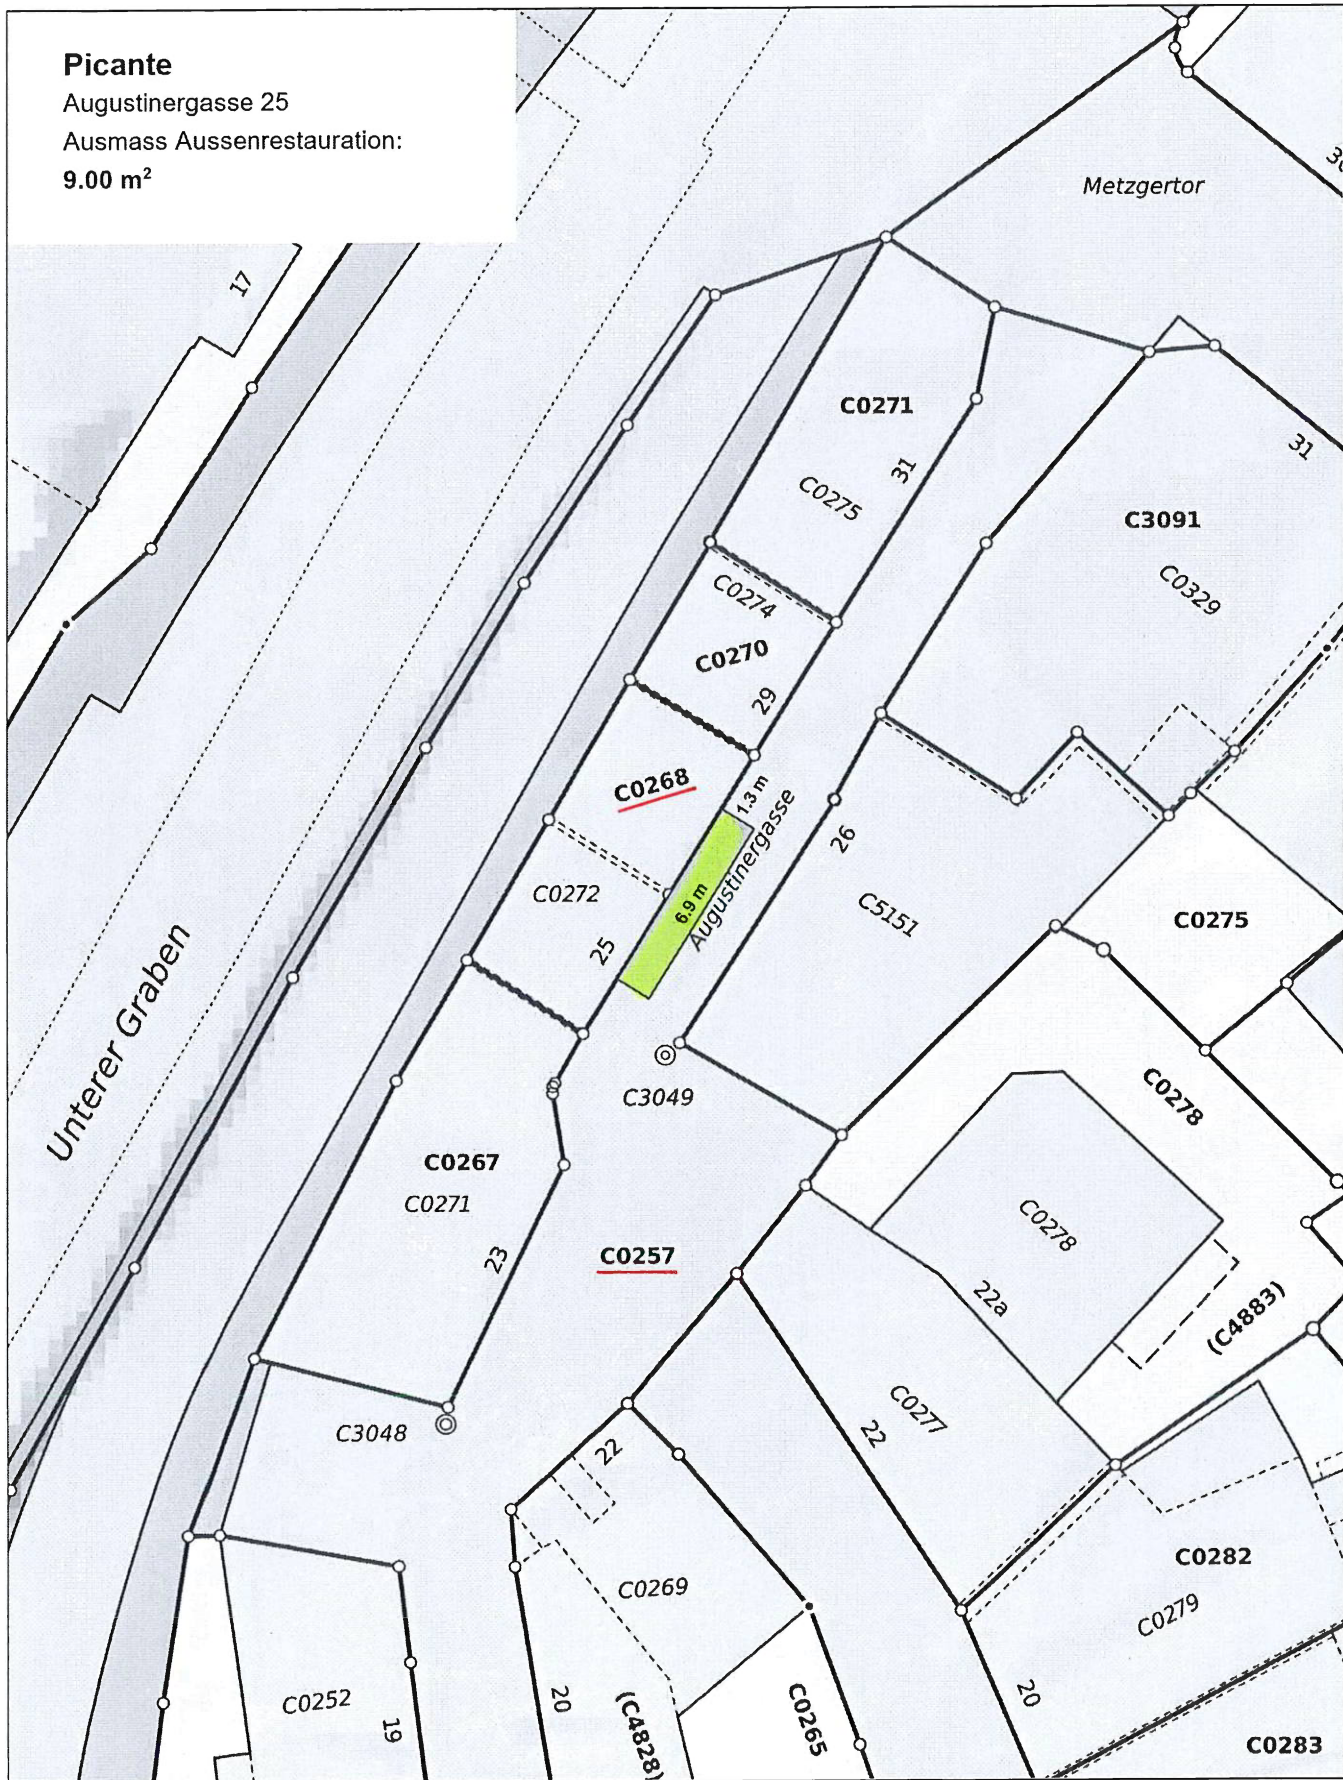 Picante
Augustinergasse 25
Ausmass Aussenrestauration:
9.00 m²
Metzgertor
17
C0271
31
C0275
31
C3091
C0329
C0274
C0270
29
C0268
1.3 m
Augustinergasse
6.9 m
26
C0272
C5151
C0275
25
Unterer Graben
C3049
C0278
C0267
C0271
C0278
23
C0257
22a
(C4883)
C0277
C3048
22
22
C0282
C0269
C0279
C0252
19
20
(C4828)
C0265
20
C0283